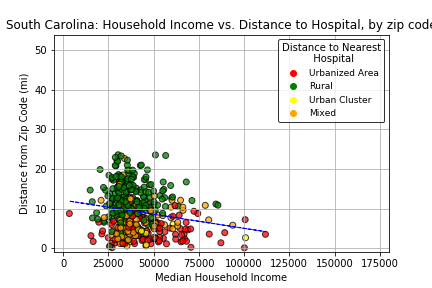 South Carolina: Household Income vs. Distance to Hospital, by zip code
Distance from Zip Code (mi)
50
40
30
20
10
0
Distance to Nearest
Hospital
Urbanized Area
Rural
Urban Cluster
Mixed
0 25000 50000 75000 100000 125000 150000 175000
Median Household Income